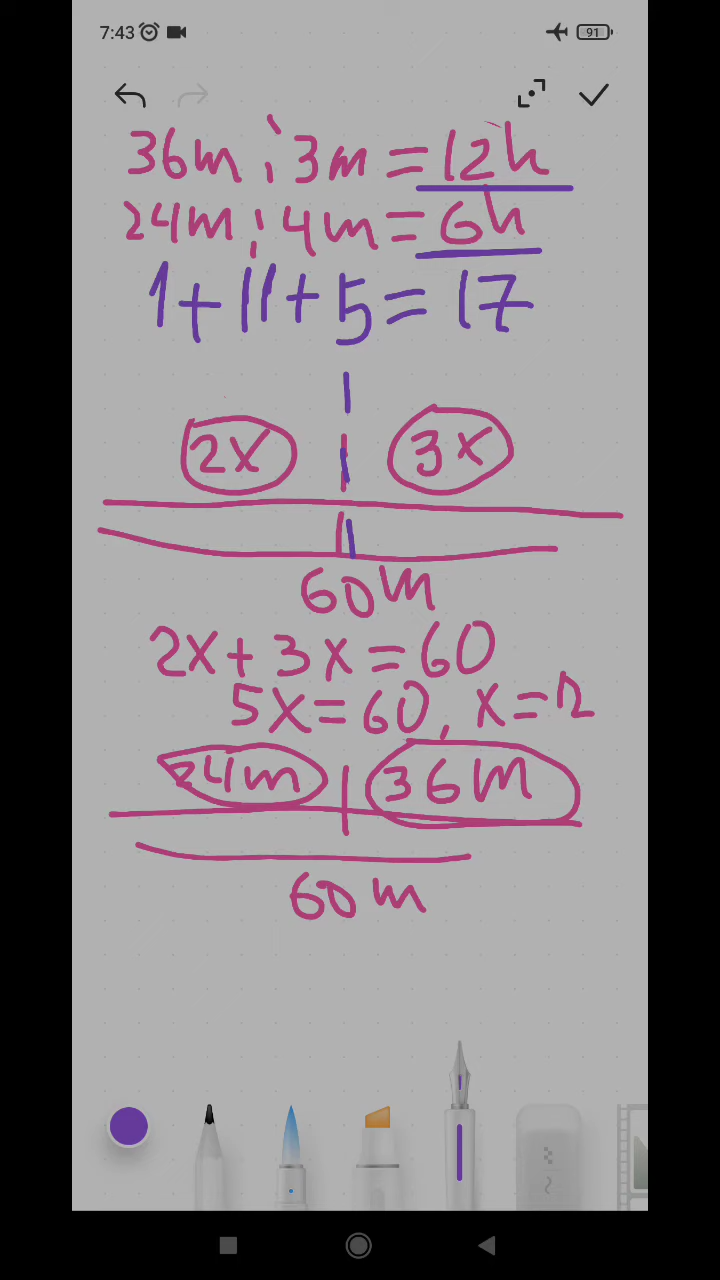 7:43 91
36m : 3m = 12h
24m : 4m = 6h
1+11+5=17
2x 3x
60m
2x+3x=60
5x=60, x=12
24m 36m
60m